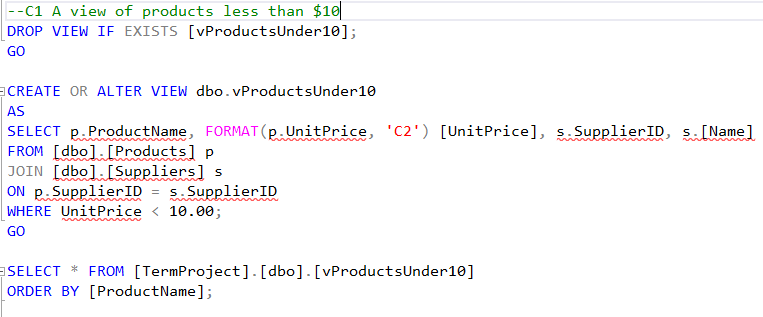 --C1 A view of products less than $10
DROP VIEW IF EXISTS [vProductsUnder10];
GO
CREATE OR ALTER VIEW dbo.vProductsUnder10
AS
SELECT p.ProductName, FORMAT(p.UnitPrice, 'C2') [UnitPrice], s.SupplierID, s.[Name]
FROM [dbo].[Products] p
JOIN [dbo].[Suppliers] s
ON p.SupplierID = s.SupplierID
WHERE UnitPrice < 10.00;
GO
SELECT * FROM [TermProject].[dbo].[vProductsUnder10]
ORDER BY [ProductName];